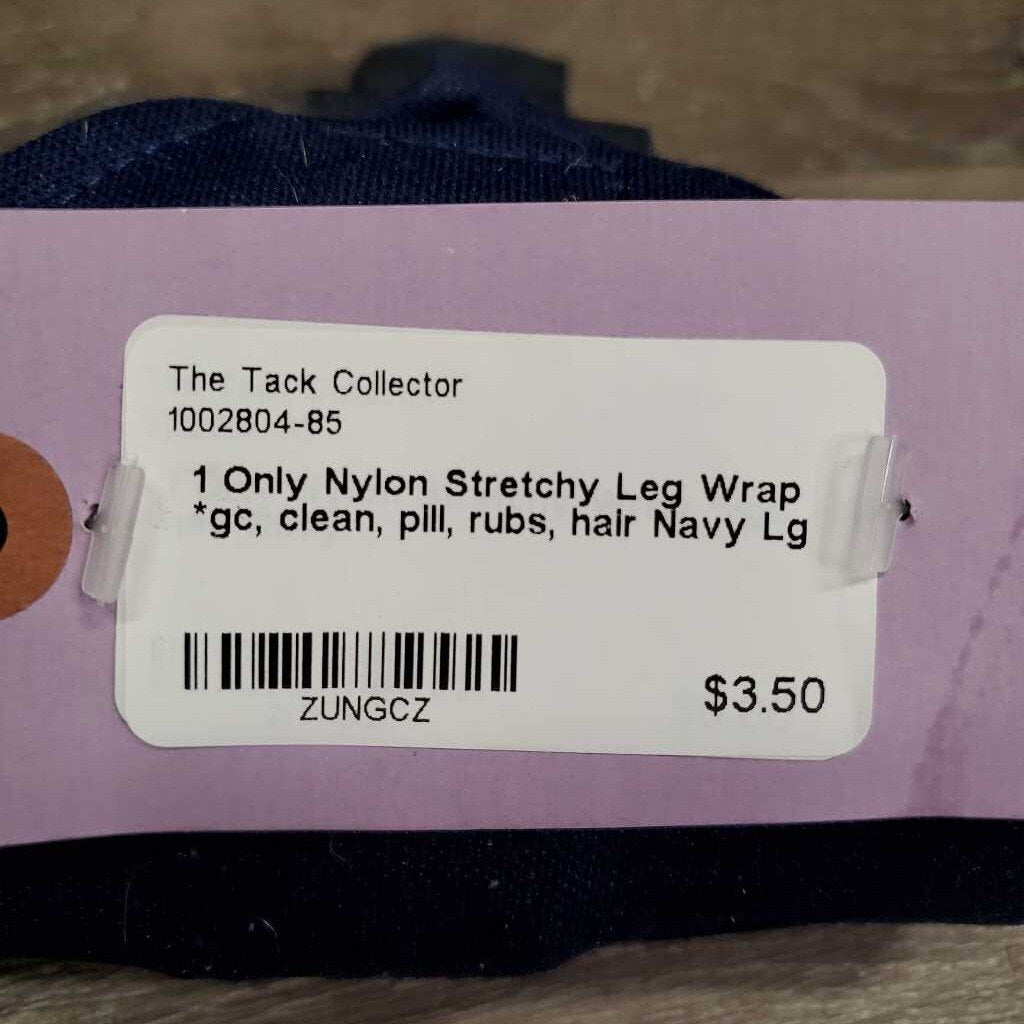 The Tack Collector
1002804-85
1 Only Nylon Stretchy Leg Wrap
*gc, clean, pill, rubs, hair Navy Lg
ZUNGCZ
$3.50